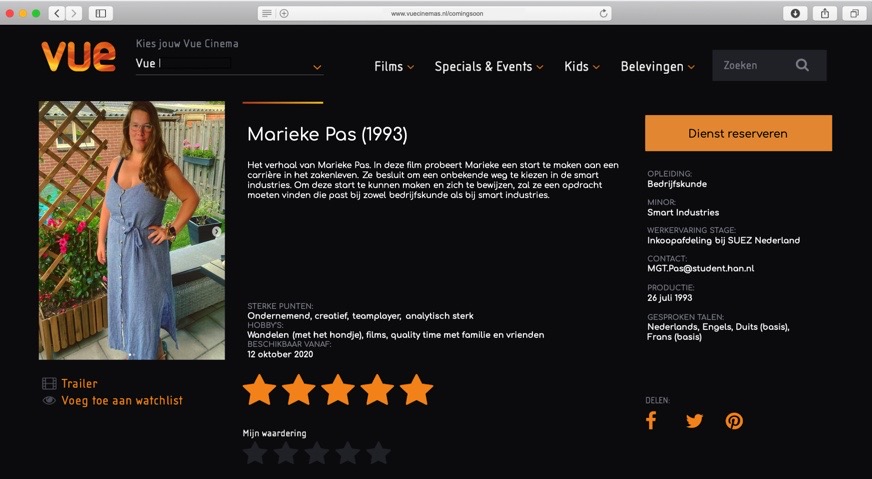 www.vuecinemas.nl/comingsoon
vue
Kies jouw Vue Cinema
Vue
Films
Specials & Events
Kids
Belevingen
Zoeken
Marieke Pas (1993)
Het verhaal van Marieke Pas. In deze film probeert Marieke een start te maken aan een
carrière in het zakenleven. Ze besluit om een onbekende weg te kiezen in de smart
industries. Om deze start te kunnen maken en zich te bewijzen, zal ze een opdracht
moeten vinden die past bij zowel bedrijfskunde als bij smart industries.
STERKE PUNTEN:
Ondernemend, creatief, teamplayer, analytisch sterk
HOBBY'S:
Wandelen (met het hondje), films, quality time met familie en vrienden
BESCHIKBAAR VANAF:
12 oktober 2020
Mijn waardering
Trailer
Voeg toe aan watchlist
Dienst reserveren
OPLEIDING:
Bedrijfskunde
MINOR:
Smart Industries
WERKERVARING STAGE:
Inkoopafdeling bij SUEZ Nederland
CONTACT:
MGT.Pas@student.han.nl
PRODUCTIE:
26 juli 1993
GESPROKEN TALEN:
Nederlands, Engels, Duits (basis),
Frans (basis)
DELEN: